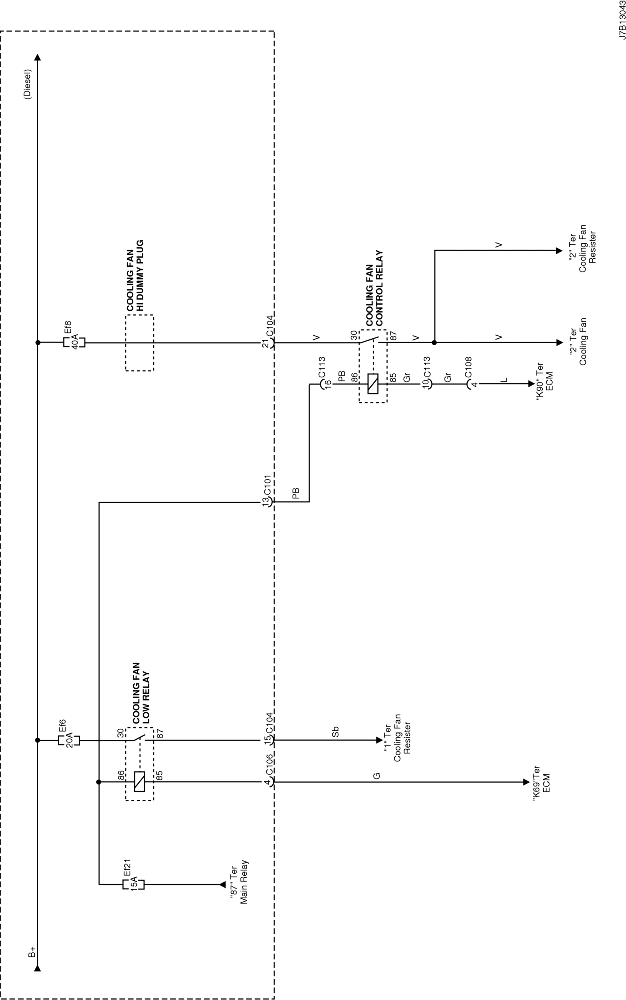 J7B13043
(Diesel)
B+
Ef8
40A
COOLING FAN
HI DUMMY PLUG
21 C104
V
COOLING FAN
CONTROL RELAY
30
87
V
V
V
"2" Ter
Cooling Fan
Resister
"2" Ter
Cooling Fan
16 C113
PB
86
85
Gr
10 C113
Gr
C108
4
L
"K90" Ter
ECM
13 C101
PB
Ef6
20A
COOLING FAN
LOW RELAY
30
87
86
85
15 C104
Sb
"1" Ter
Cooling Fan
Resister
4 C106
G
"K69"Ter
ECM
Ef21
15A
"87" Ter
Main Relay